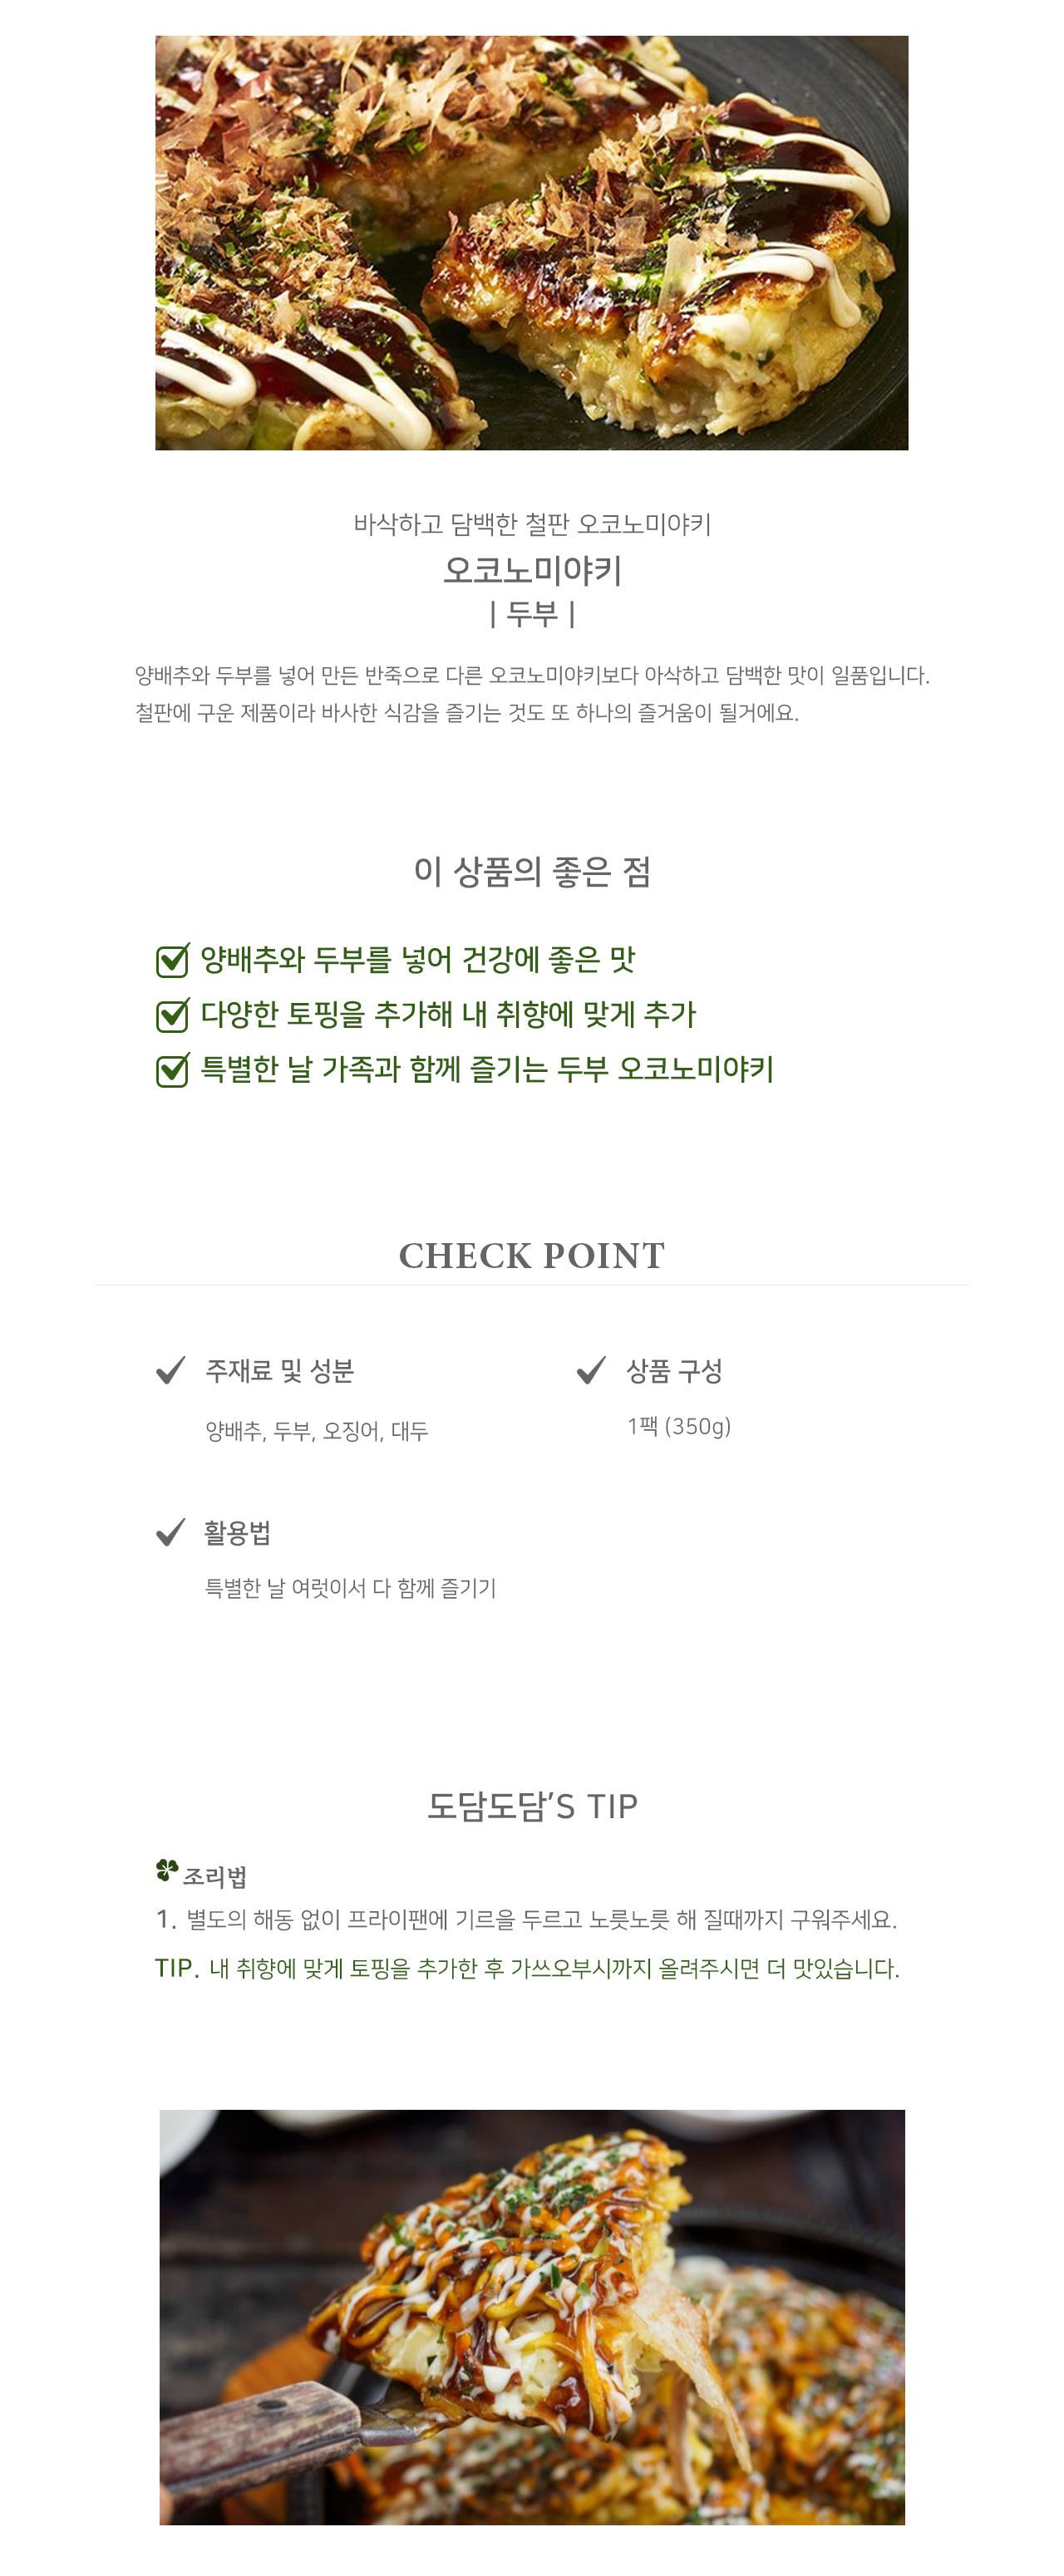 바삭하고 담백한 철판 오코노미야키
오코노미야키
| 두부 |
양배추와 두부를 넣어 만든 반죽으로 다른 오코노미야키보다 아삭하고 담백한 맛이 일품입니다.
철판에 구운 제품이라 바사한 식감을 즐기는 것도 또 하나의 즐거움이 될거에요.
이 상품의 좋은 점
양배추와 두부를 넣어 건강에 좋은 맛
다양한 토핑을 추가해 내 취향에 맞게 추가
특별한 날 가족과 함께 즐기는 두부 오코노미야키
CHECK POINT
주재료 및 성분
양배추, 두부, 오징어, 대두
상품 구성
1팩 (350g)
활용법
특별한 날 여럿이서 다 함께 즐기기
도담도담’S TIP
조리법
1. 별도의 해동 없이 프라이팬에 기르을 두르고 노릇노릇 해 질때까지 구워주세요.
TIP. 내 취향에 맞게 토핑을 추가한 후 가쓰오부시까지 올려주시면 더 맛있습니다.